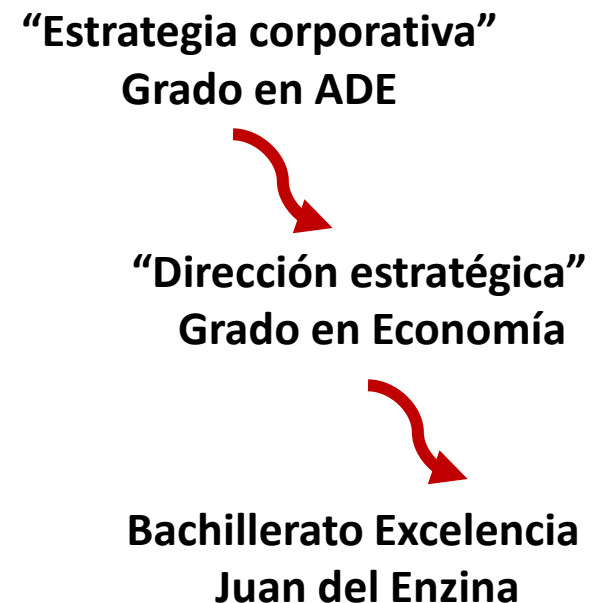 “Estrategia corporativa”
Grado en ADE
“Dirección estratégica”
Grado en Economía
Bachillerato Excelencia
Juan del Enzina